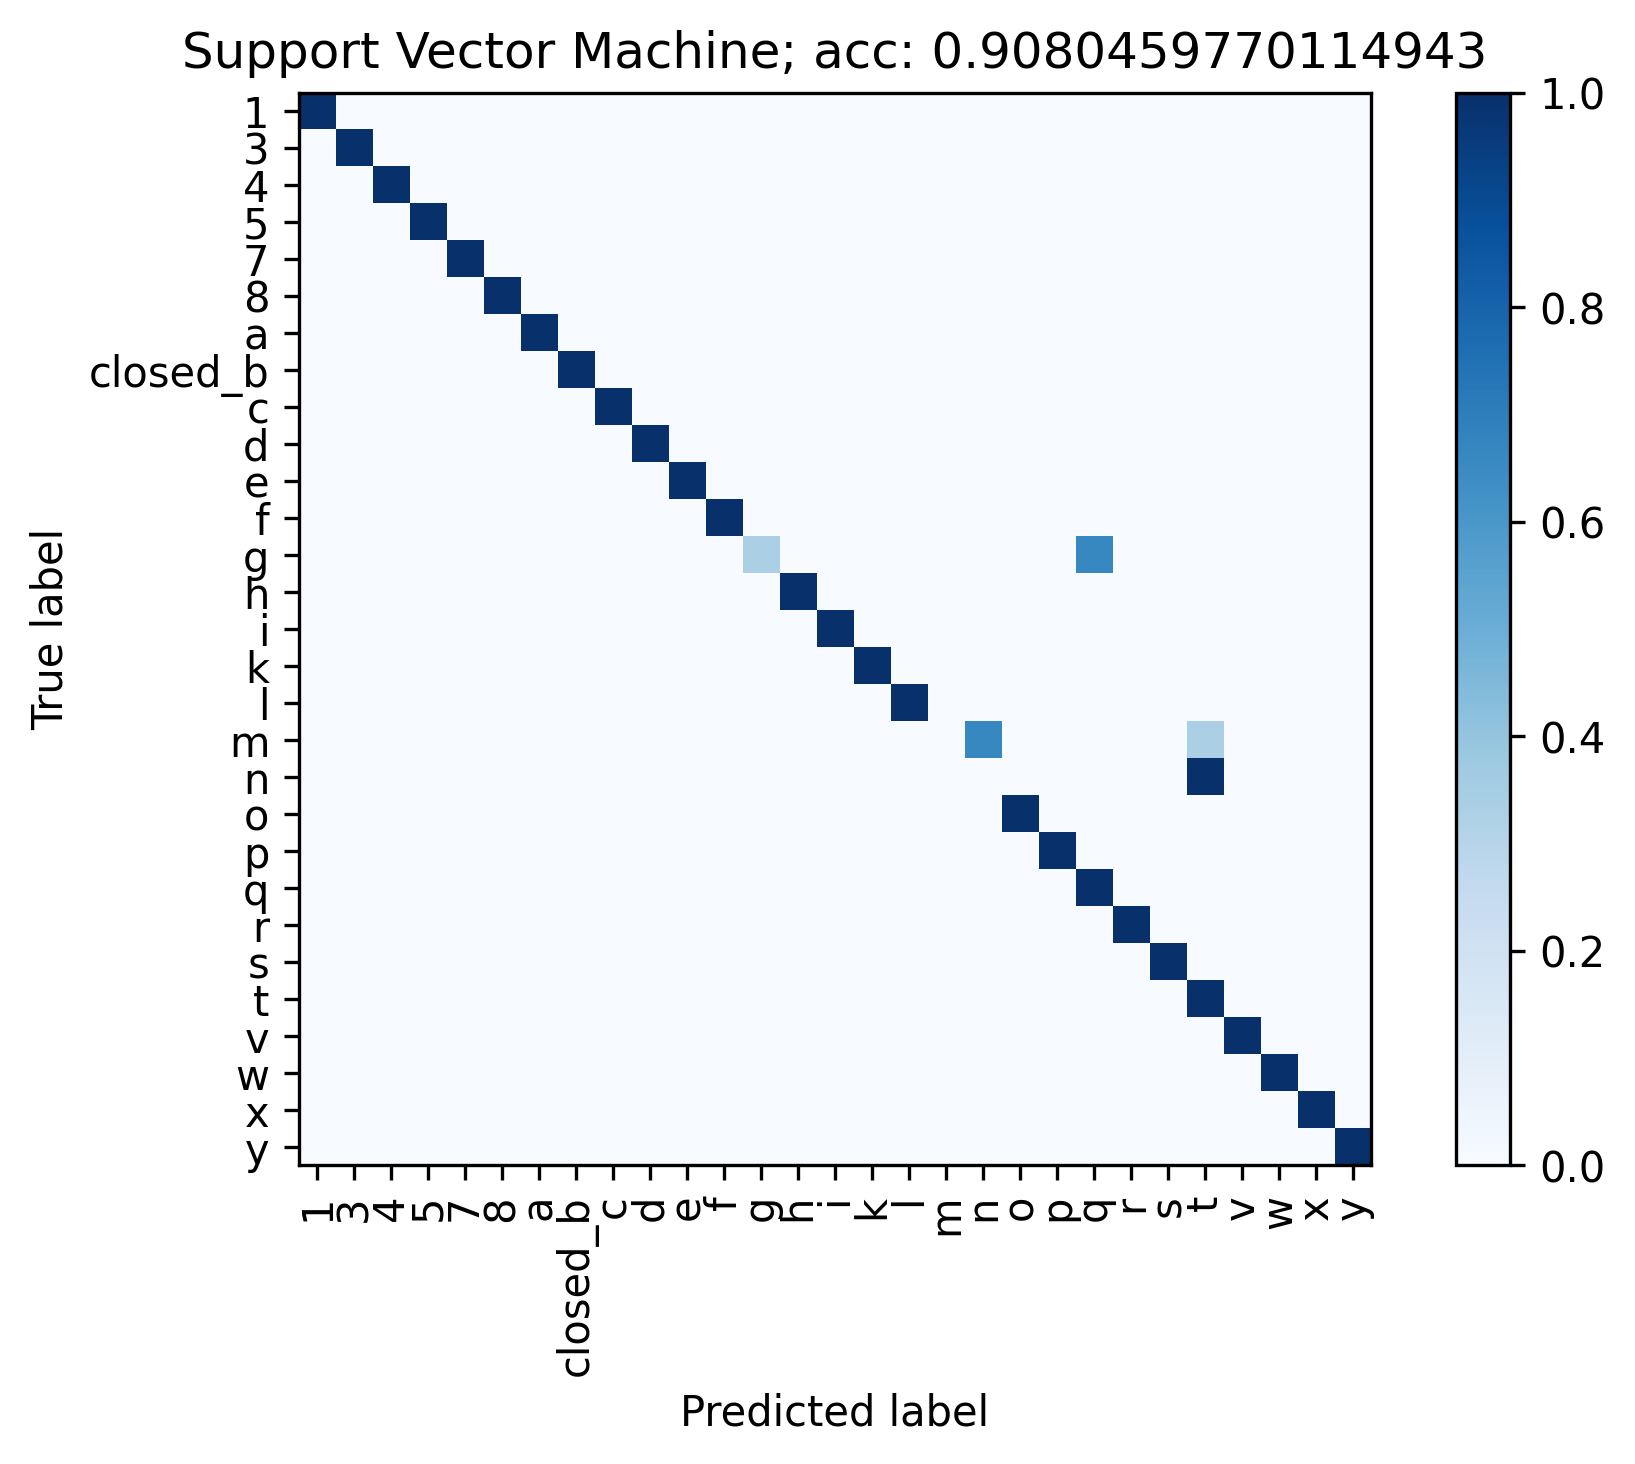 Support Vector Machine; acc: 0.9080459770114943
1
3
4
5
7
8
a
closed_b
c
d
e
f
g
h
i
k
l
m
n
o
p
q
r
s
t
v
w
x
y
True label
1
3
4
5
7
8
a
closed_b
c
d
e
f
g
h
i
k
l
m
n
o
p
q
r
s
t
v
w
x
y
Predicted label
1.0
0.8
0.6
0.4
0.2
0.0